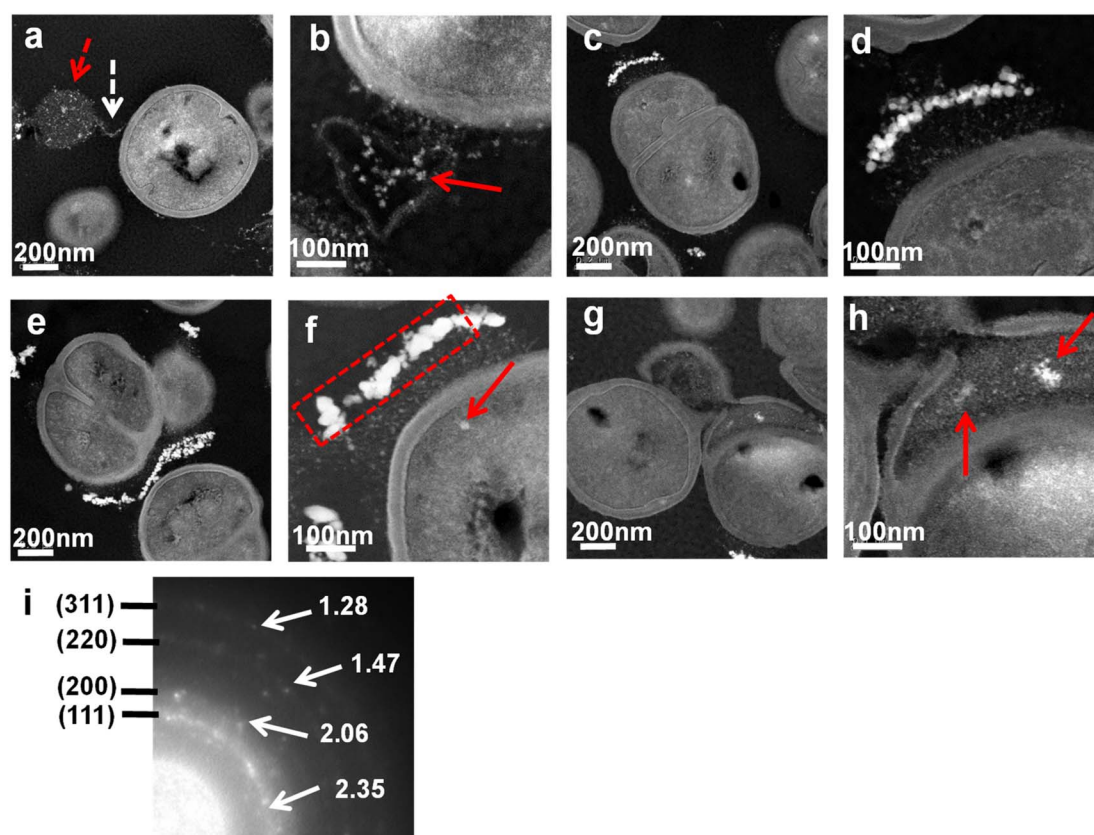 a
b
c
d
200nm
100nm
200nm
100nm
e
f
g
h
200nm
100nm
200nm
100nm
i
(311)
1.28
(220)
1.47
(200)
(111)
2.06
2.35